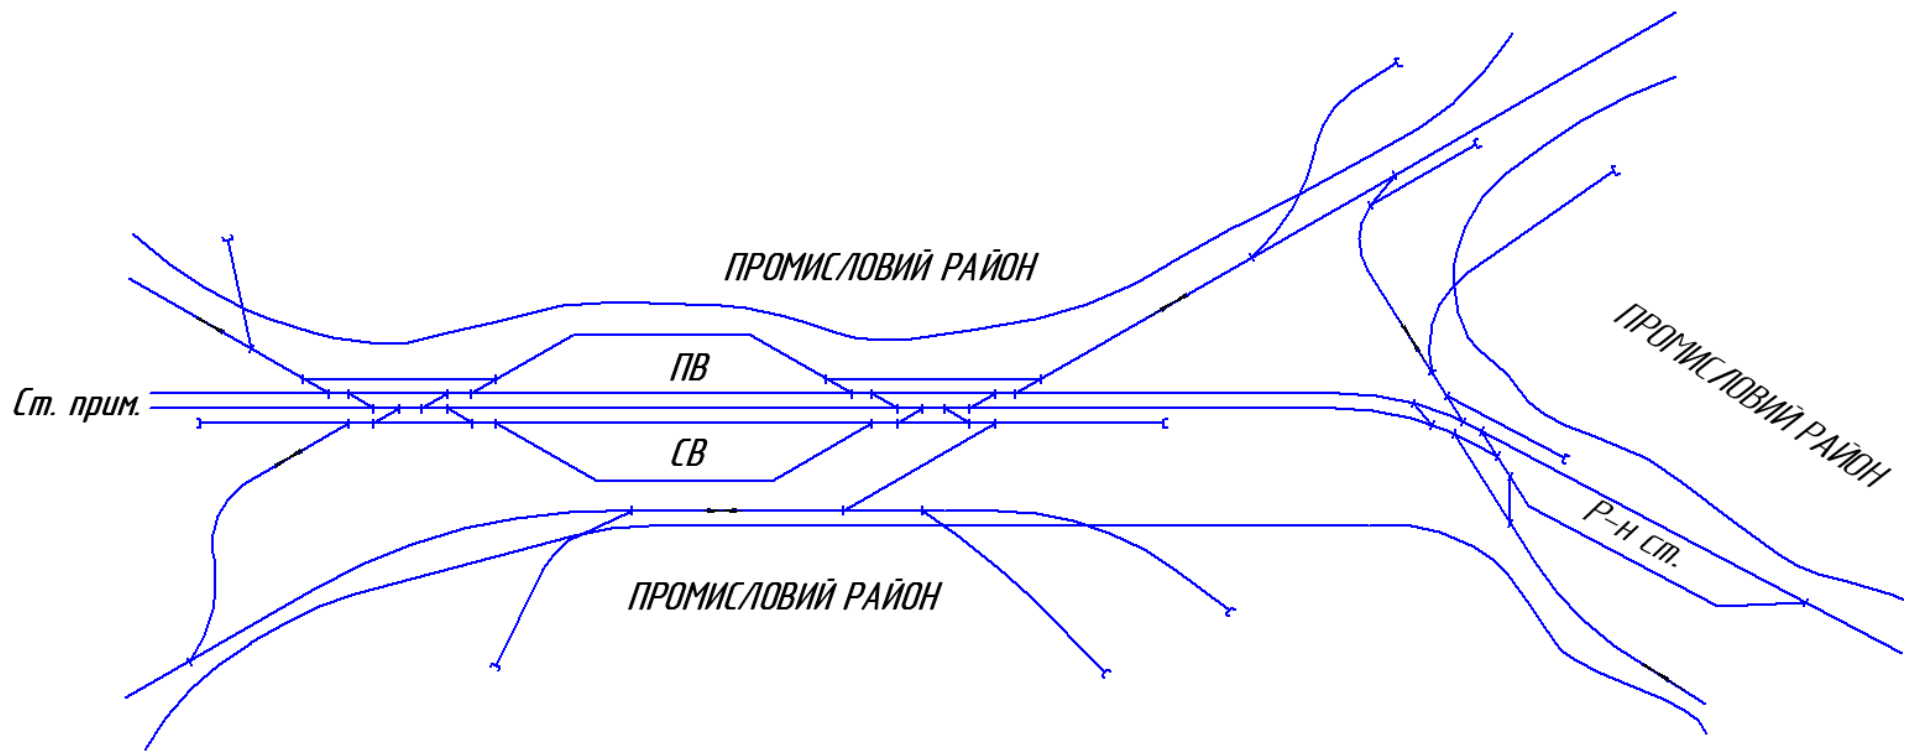 ПРОМИСЛОВИЙ РАЙОН
ПВ
Ст. прим.
СВ
ПРОМИСЛОВИЙ РАЙОН
Р-н ст.
ПРОМИСЛОВИЙ РАЙОН